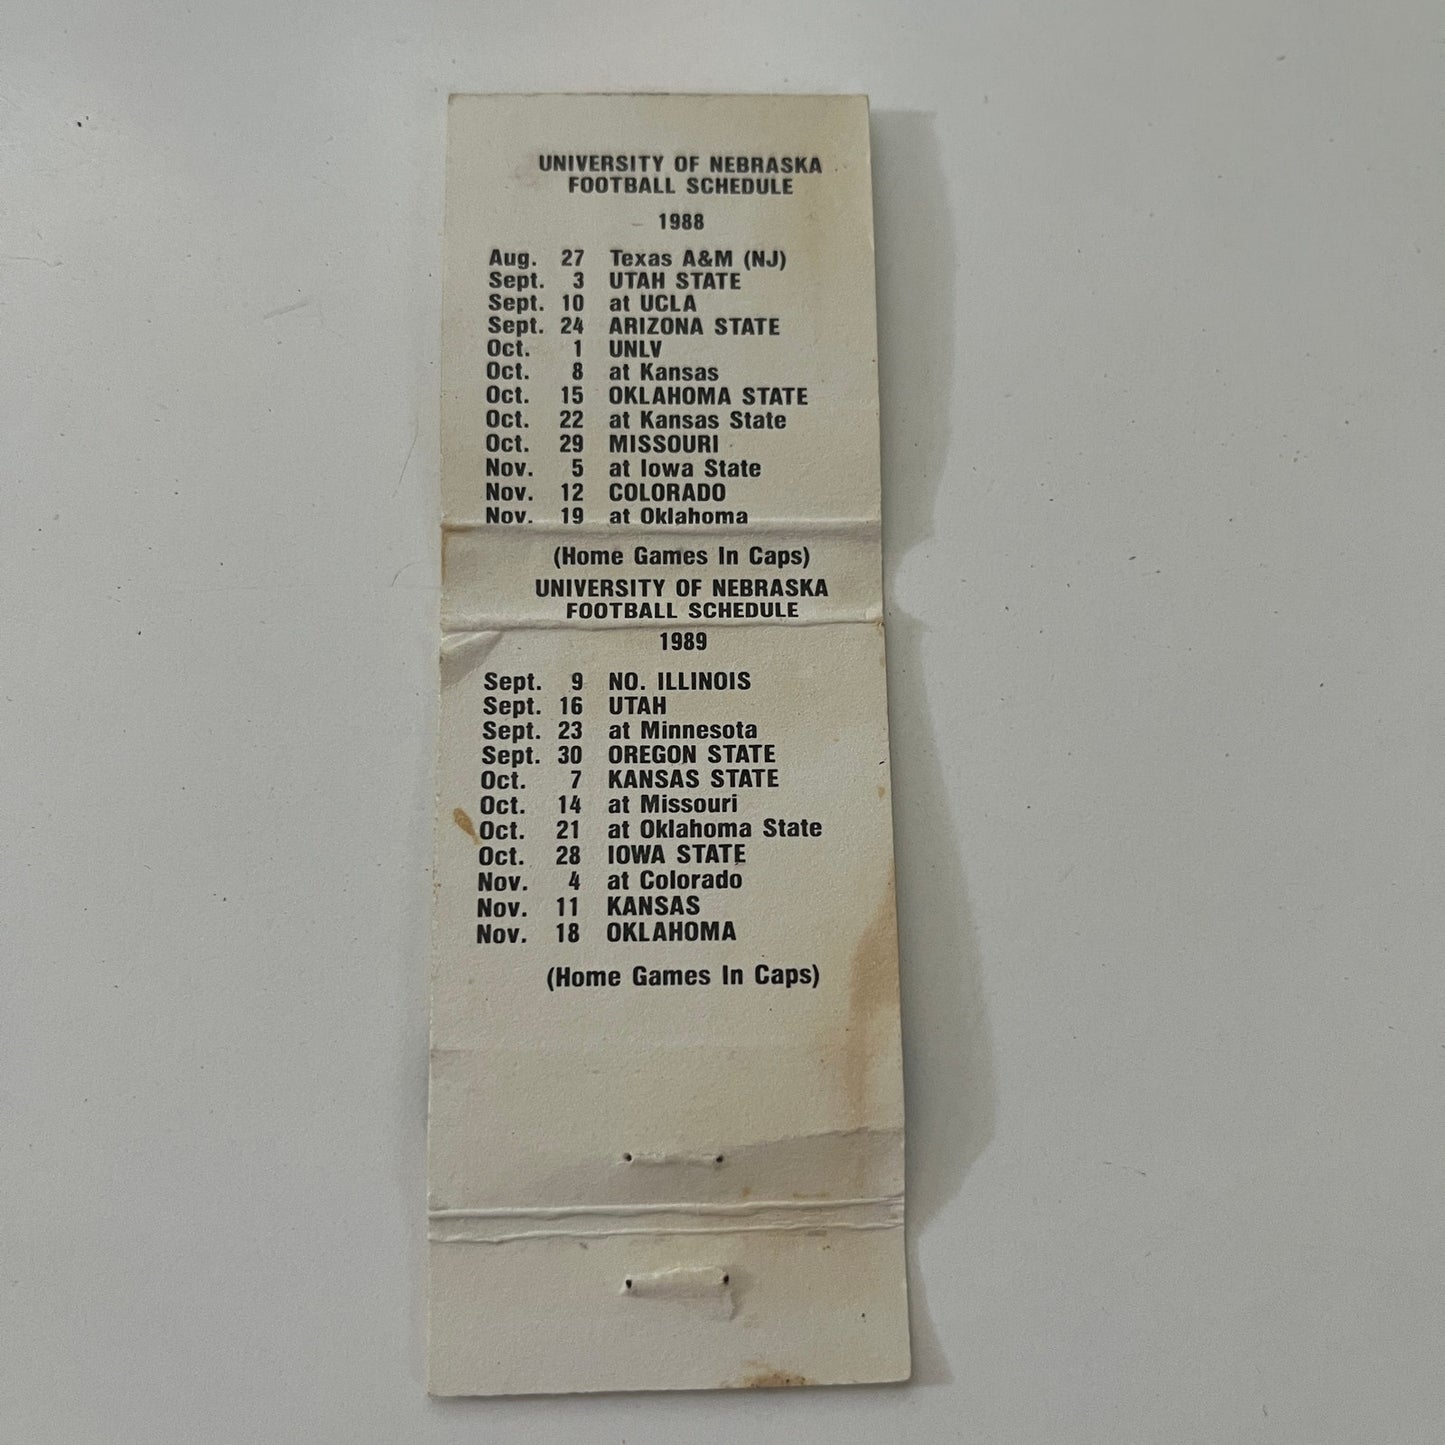 UNIVERSITY OF NEBRASKA
FOOTBALL SCHEDULE
1988
Aug. 27 Texas A&M (NJ)
Sept. 3 UTAH STATE
Sept. 10 at UCLA
Sept. 24 ARIZONA STATE
Oct. 1 UNLV
Oct. 8 at Kansas
Oct. 15 OKLAHOMA STATE
Oct. 22 at Kansas State
Oct. 29 MISSOURI
Nov. 5 at Iowa State
Nov. 12 COLORADO
Nov. 19 at Oklahoma
(Home Games In Caps)
UNIVERSITY OF NEBRASKA
FOOTBALL SCHEDULE
1989
Sept. 9 NO. ILLINOIS
Sept. 16 UTAH
Sept. 23 at Minnesota
Sept. 30 OREGON STATE
Oct. 7 KANSAS STATE
Oct. 14 at Missouri
Oct. 21 at Oklahoma State
Oct. 28 IOWA STATE
Nov. 4 at Colorado
Nov. 11 KANSAS
Nov. 18 OKLAHOMA
(Home Games In Caps)